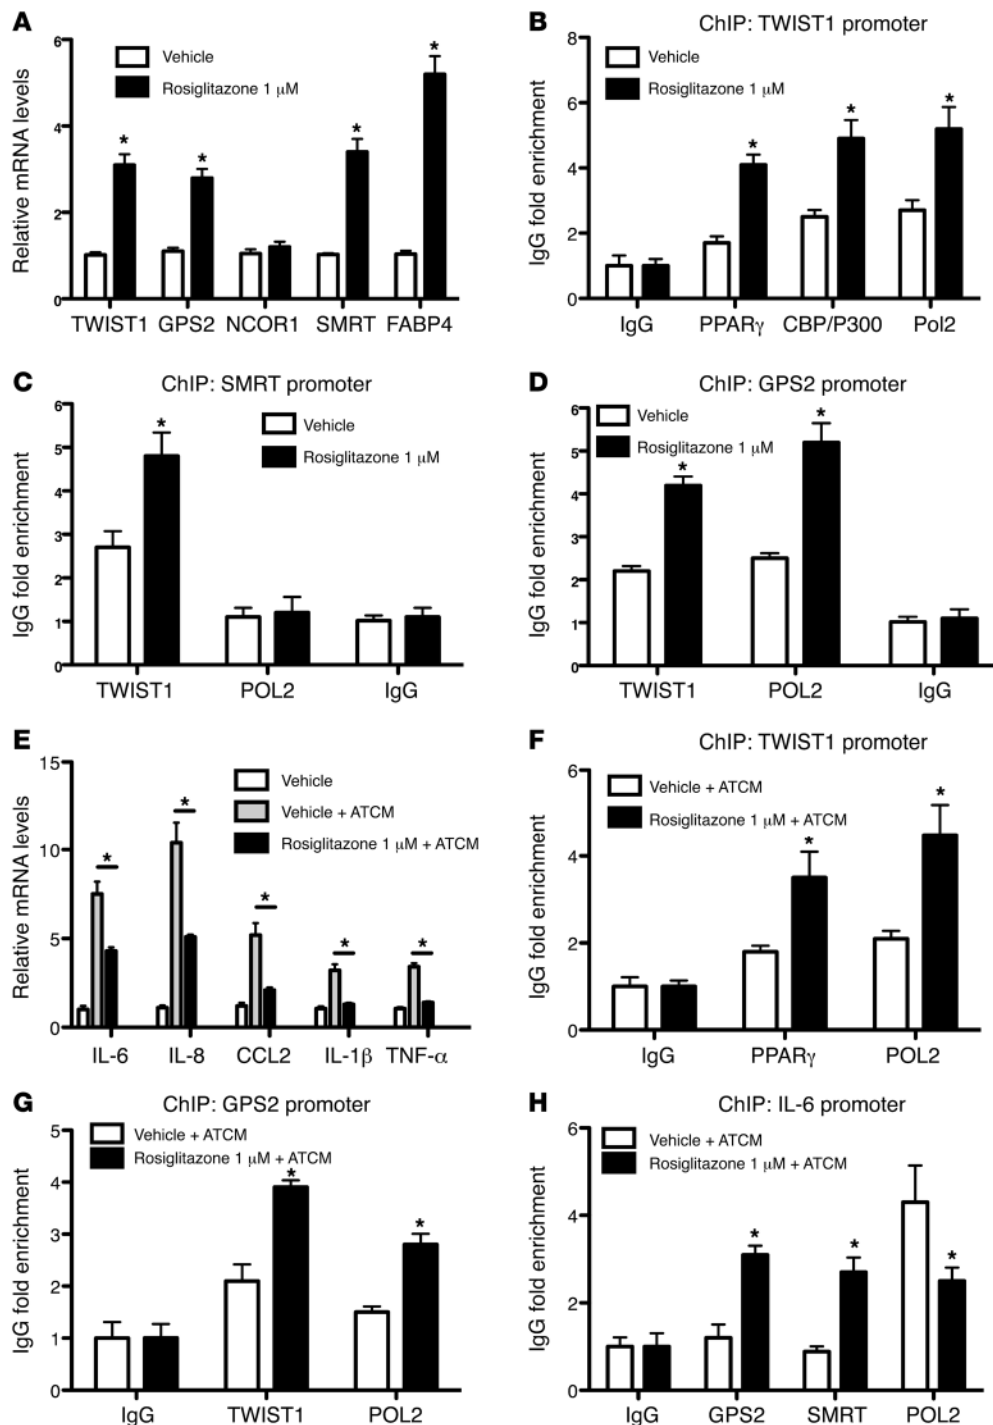 A
Relative mRNA levels
6
4
2
0
Vehicle
Rosiglitazone 1 μM
* * * *
TWIST1 GPS2 NCOR1 SMRT FABP4
B
ChIP: TWIST1 promoter
IgG fold enrichment
8
6
4
2
0
Vehicle
Rosiglitazone 1 μM
* * *
IgG PPARγ CBP/P300 Pol2
C
ChIP: SMRT promoter
IgG fold enrichment
6
5
4
3
2
1
0
Vehicle
Rosiglitazone 1 μM
*
TWIST1 POL2 IgG
D
ChIP: GPS2 promoter
IgG fold enrichment
6
5
4
3
2
1
0
Vehicle
Rosiglitazone 1 μM
* *
TWIST1 POL2 IgG
E
Relative mRNA levels
15
10
5
0
Vehicle
Vehicle + ATCM
Rosiglitazone 1 μM + ATCM
* * * * *
IL-6 IL-8 CCL2 IL-1β TNF-α
F
ChIP: TWIST1 promoter
IgG fold enrichment
6
4
2
0
Vehicle + ATCM
Rosiglitazone 1 μM + ATCM
* *
IgG PPARγ POL2
G
ChIP: GPS2 promoter
IgG fold enrichment
5
4
3
2
1
0
Vehicle + ATCM
Rosiglitazone 1 μM + ATCM
* *
IgG TWIST1 POL2
H
ChIP: IL-6 promoter
IgG fold enrichment
6
4
2
0
Vehicle + ATCM
Rosiglitazone 1 μM + ATCM
* * *
IgG GPS2 SMRT POL2